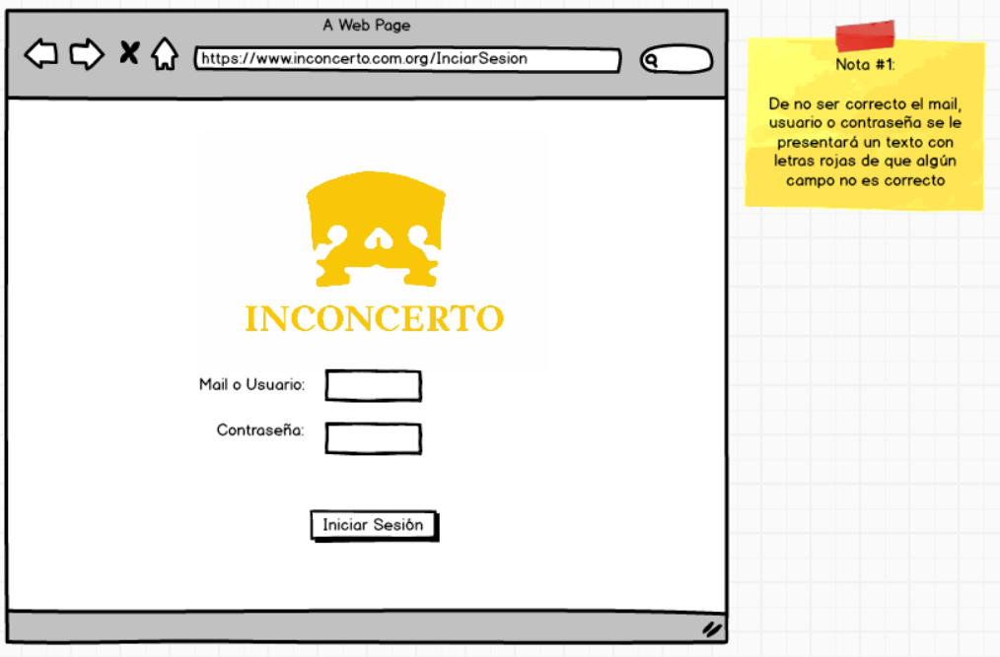 A Web Page
https://www.inconcerto.com.org/InciarSesion
INCONCERTO
Mail o Usuario:
Contraseña:
Iniciar Sesión
Nota #1:
De no ser correcto el mail,
usuario o contraseña se le
presentará un texto con
letras rojas de que algún
campo no es correcto